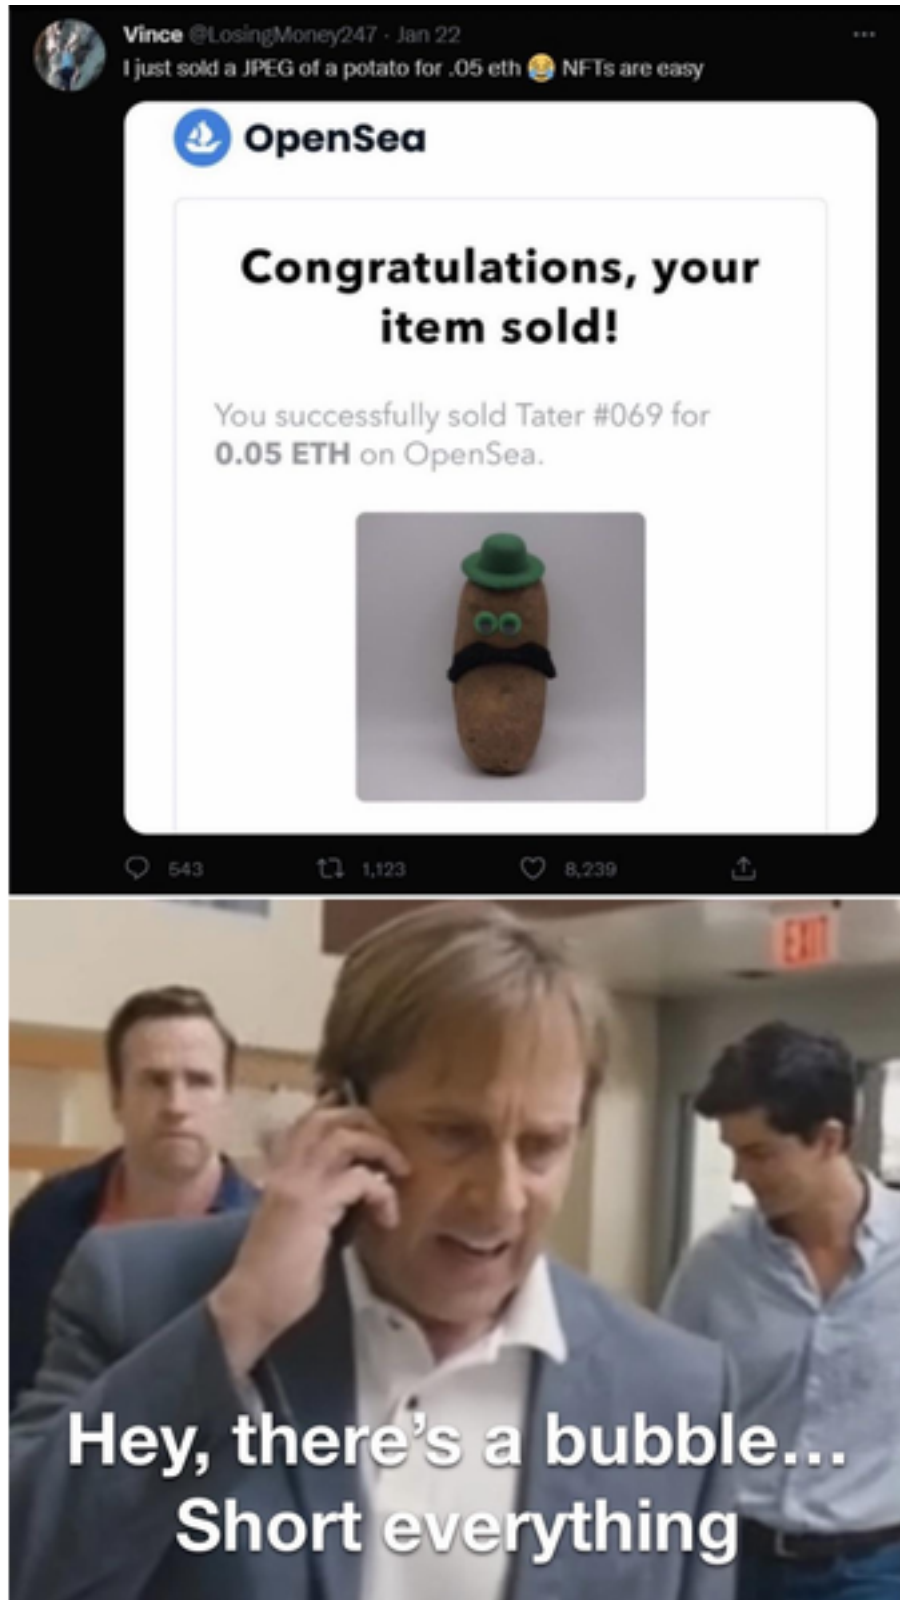 Vince @LosingMoney247 · Jan 22
I just sold a JPEG of a potato for .05 eth 😂 NFTs are easy
OpenSea
Congratulations, your
item sold!
You successfully sold Tater #069 for
0.05 ETH on OpenSea.
543 1,123 8,239
EXIT
Hey, there's a bubble...
Short everything